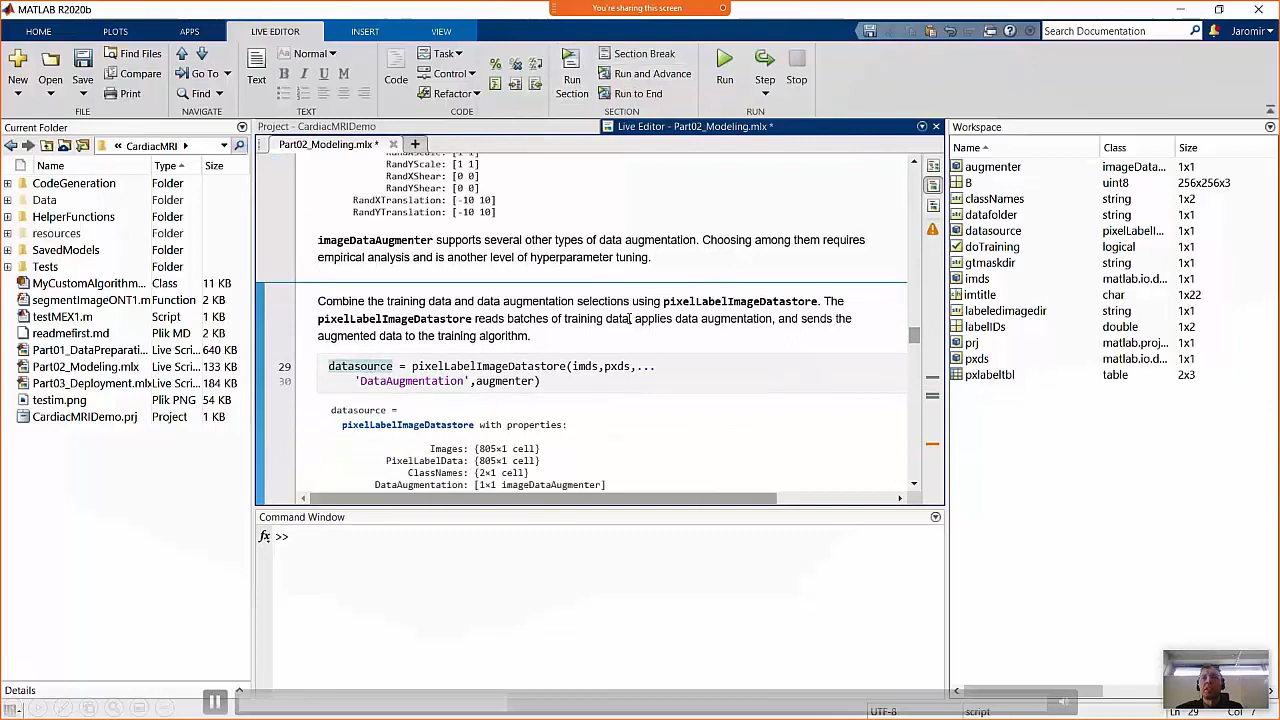 MATLAB R2020b
You're sharing this screen
HOME PLOTS APPS LIVE EDITOR INSERT VIEW
Search Documentation
Jaromir
New Open Save
Find Files
Compare
Print
Go To
Find
Text
Normal
B I U M
Code
Task
Control
Refactor
Run Section
Section Break
Run and Advance
Run to End
Run Step Stop
FILE NAVIGATE TEXT CODE SECTION RUN
Current Folder
CardiacMRI
Name Type Size
CodeGeneration Folder
Data Folder
HelperFunctions Folder
resources Folder
SavedModels Folder
Tests Folder
MyCustomAlgorithm... Class 11 KB
segmentImageONT1.m Function 2 KB
testMEX1.m Script 1 KB
readmefirst.md Plik MD 1 KB
Part01_DataPreparati... Live Scri... 640 KB
Part02_Modeling.mlx Live Scri... 133 KB
Part03_Deployment.mlx Live Scri... 184 KB
testim.png Plik PNG 54 KB
CardiacMRIDemo.prj Project 1 KB
Details
Project - CardiacMRIDemo
Live Editor - Part02_Modeling.mlx *
Part02_Modeling.mlx *
RandXScale: [1 1]
RandYScale: [1 1]
RandXShear: [0 0]
RandYShear: [0 0]
RandXTranslation: [-10 10]
RandYTranslation: [-10 10]
imageDataAugmenter supports several other types of data augmentation. Choosing among them requires
empirical analysis and is another level of hyperparameter tuning.
Combine the training data and data augmentation selections using pixelLabelImageDatastore. The
pixelLabelImageDatastore reads batches of training data, applies data augmentation, and sends the
augmented data to the training algorithm.
29 datasource = pixelLabelImageDatastore(imds,pxds,...
30 'DataAugmentation',augmenter)
datasource =
pixelLabelImageDatastore with properties:
Images: {805×1 cell}
PixelLabelData: {805×1 cell}
ClassNames: {2×1 cell}
DataAugmentation: [1×1 imageDataAugmenter]
Command Window
fx >>
Workspace
Name Class Size
augmenter imageData... 1x1
B uint8 256x256x3
classNames string 1x2
datafolder string 1x1
datasource pixelLabelI... 1x1
doTraining logical 1x1
gtmaskdir string 1x1
imds matlab.io.d... 1x1
imtitle char 1x22
labeledimagedir string 1x1
labelIDs double 1x2
prj matlab.proj... 1x1
pxds matlab.io.d... 1x1
pxlabeltbl table 2x3
UTF-8 script Ln 29 Col 7